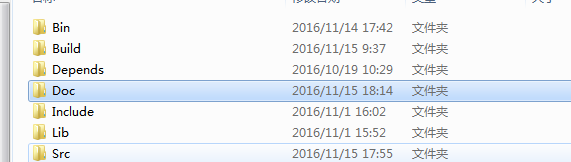 Bin 2016/11/14 17:42 文件夹
Build 2016/11/15 9:37 文件夹
Depends 2016/10/19 10:29 文件夹
Doc 2016/11/15 18:14 文件夹
Include 2016/11/1 16:02 文件夹
Lib 2016/11/1 15:52 文件夹
Src 2016/11/15 17:55 文件夹